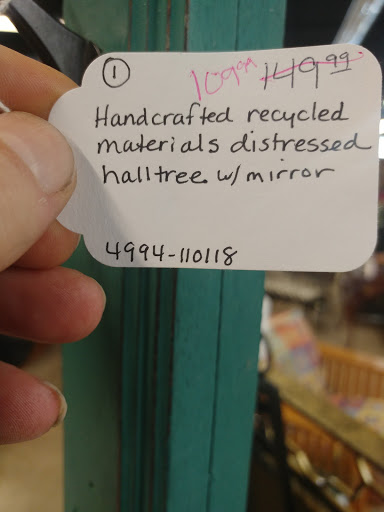 ① 109⁹⁹ 149⁹⁹
Handcrafted recycled
materials distressed
halltree w/ mirror
4994-110118